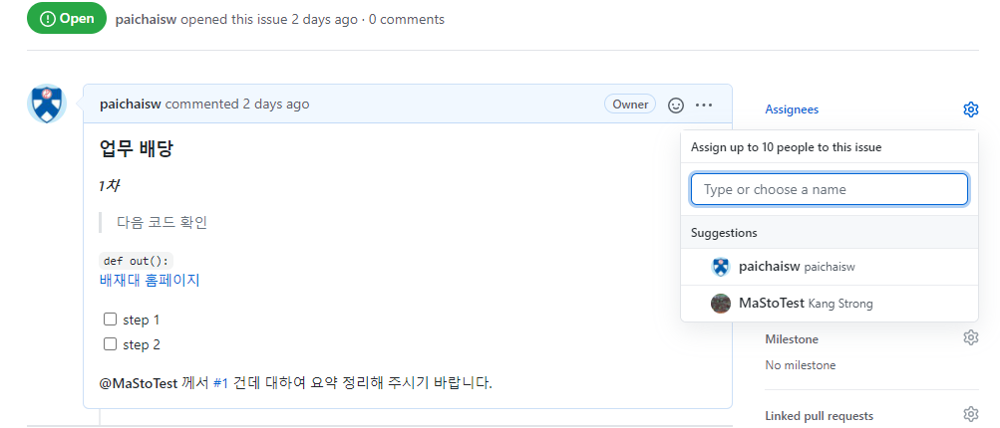 Open
paichaisw opened this issue 2 days ago · 0 comments
paichaisw commented 2 days ago
Owner
업무 배당
1차
다음 코드 확인
def out():
배재대 홈페이지
step 1
step 2
@MaStoTest 께서 #1 건데 대하여 요약 정리해 주시기 바랍니다.
Assignees
Assign up to 10 people to this issue
Type or choose a name
Suggestions
paichaisw paichaisw
MaStoTest Kang Strong
Milestone
No milestone
Linked pull requests